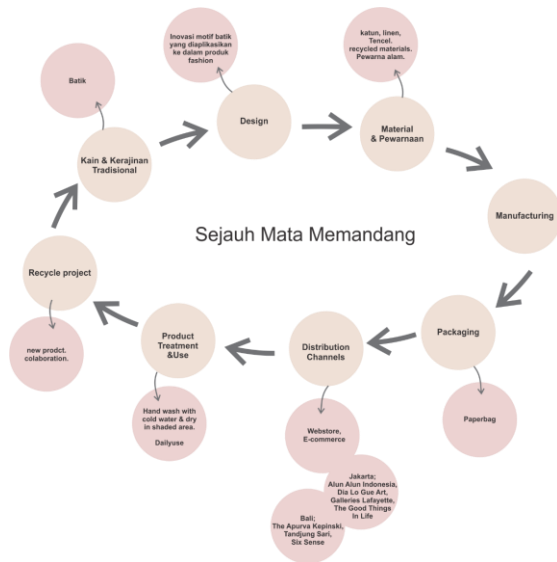 Inovasi motif batik
yang diaplikasikan
ke dalam produk
fashion
katun, linen,
Tencel.
recycled materials.
Pewarna alam.
Batik
Design
Material
& Pewarnaan
Kain & Kerajinan
Tradisional
Manufacturing
Sejauh Mata Memandang
Recycle project
Packaging
Product
Treatment
&Use
Distribution
Channels
new prodct.
colaboration.
Hand wash with
cold water & dry
in shaded area.
Dailyuse
Webstore,
E-commerce
Paperbag
Jakarta;
Alun Alun Indonesia,
Dia Lo Gue Art,
Galleries Lafayette,
The Good Things
In Life
Bali;
The Apurva Kepinski,
Tandjung Sari,
Six Sense